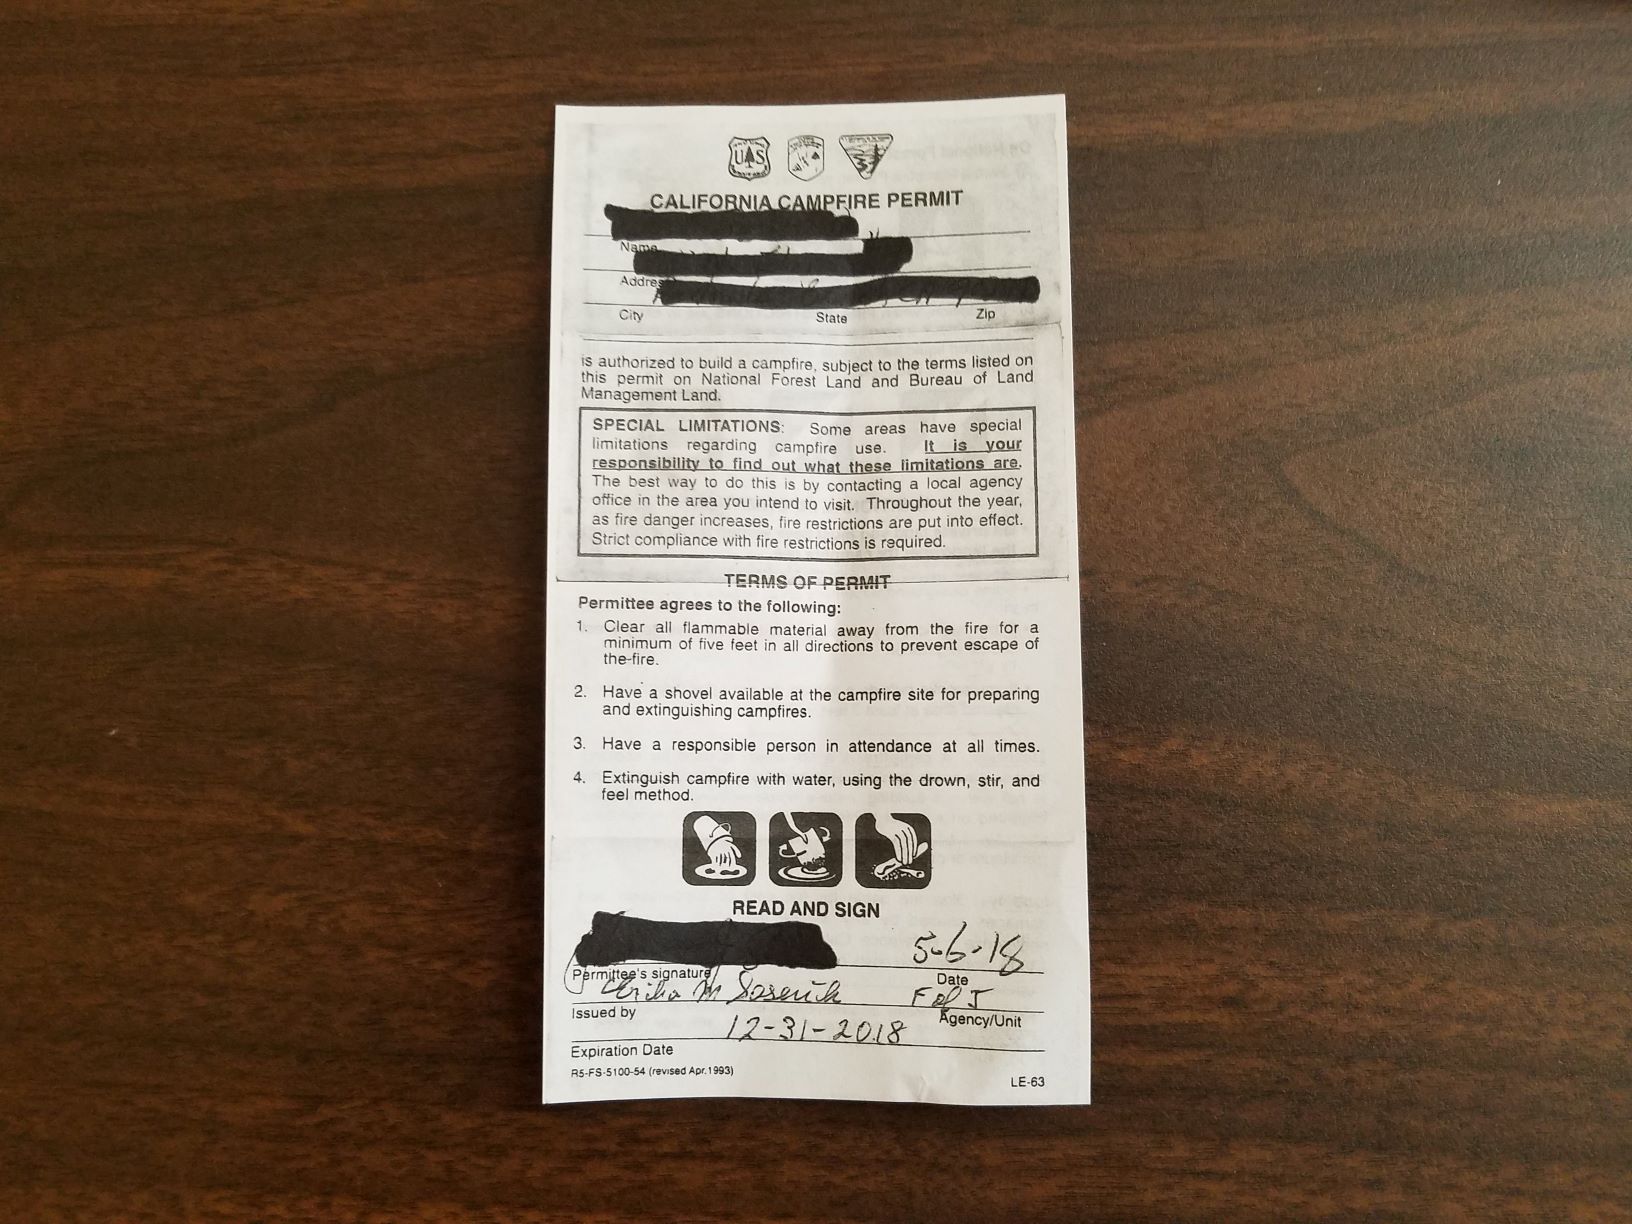 UAS
CALIFORNIA CAMPFIRE PERMIT
Name
Address
City State Zip
is authorized to build a campfire, subject to the terms listed on
this permit on National Forest Land and Bureau of Land
Management Land.
SPECIAL LIMITATIONS: Some areas have special
limitations regarding campfire use. It is your
responsibility to find out what these limitations are.
The best way to do this is by contacting a local agency
office in the area you intend to visit. Throughout the year,
as fire danger increases, fire restrictions are put into effect.
Strict compliance with fire restrictions is required.
TERMS OF PERMIT
Permittee agrees to the following:
1. Clear all flammable material away from the fire for a
minimum of five feet in all directions to prevent escape of
the fire.
2. Have a shovel available at the campfire site for preparing
and extinguishing campfires.
3. Have a responsible person in attendance at all times.
4. Extinguish campfire with water, using the drown, stir, and
feel method.
READ AND SIGN
5-6-18
Permittee's signature Date
M
Issued by Agency/Unit
12-31-2018
Expiration Date
R5-FS-5100-54 (revised Apr.1993)
LE-63